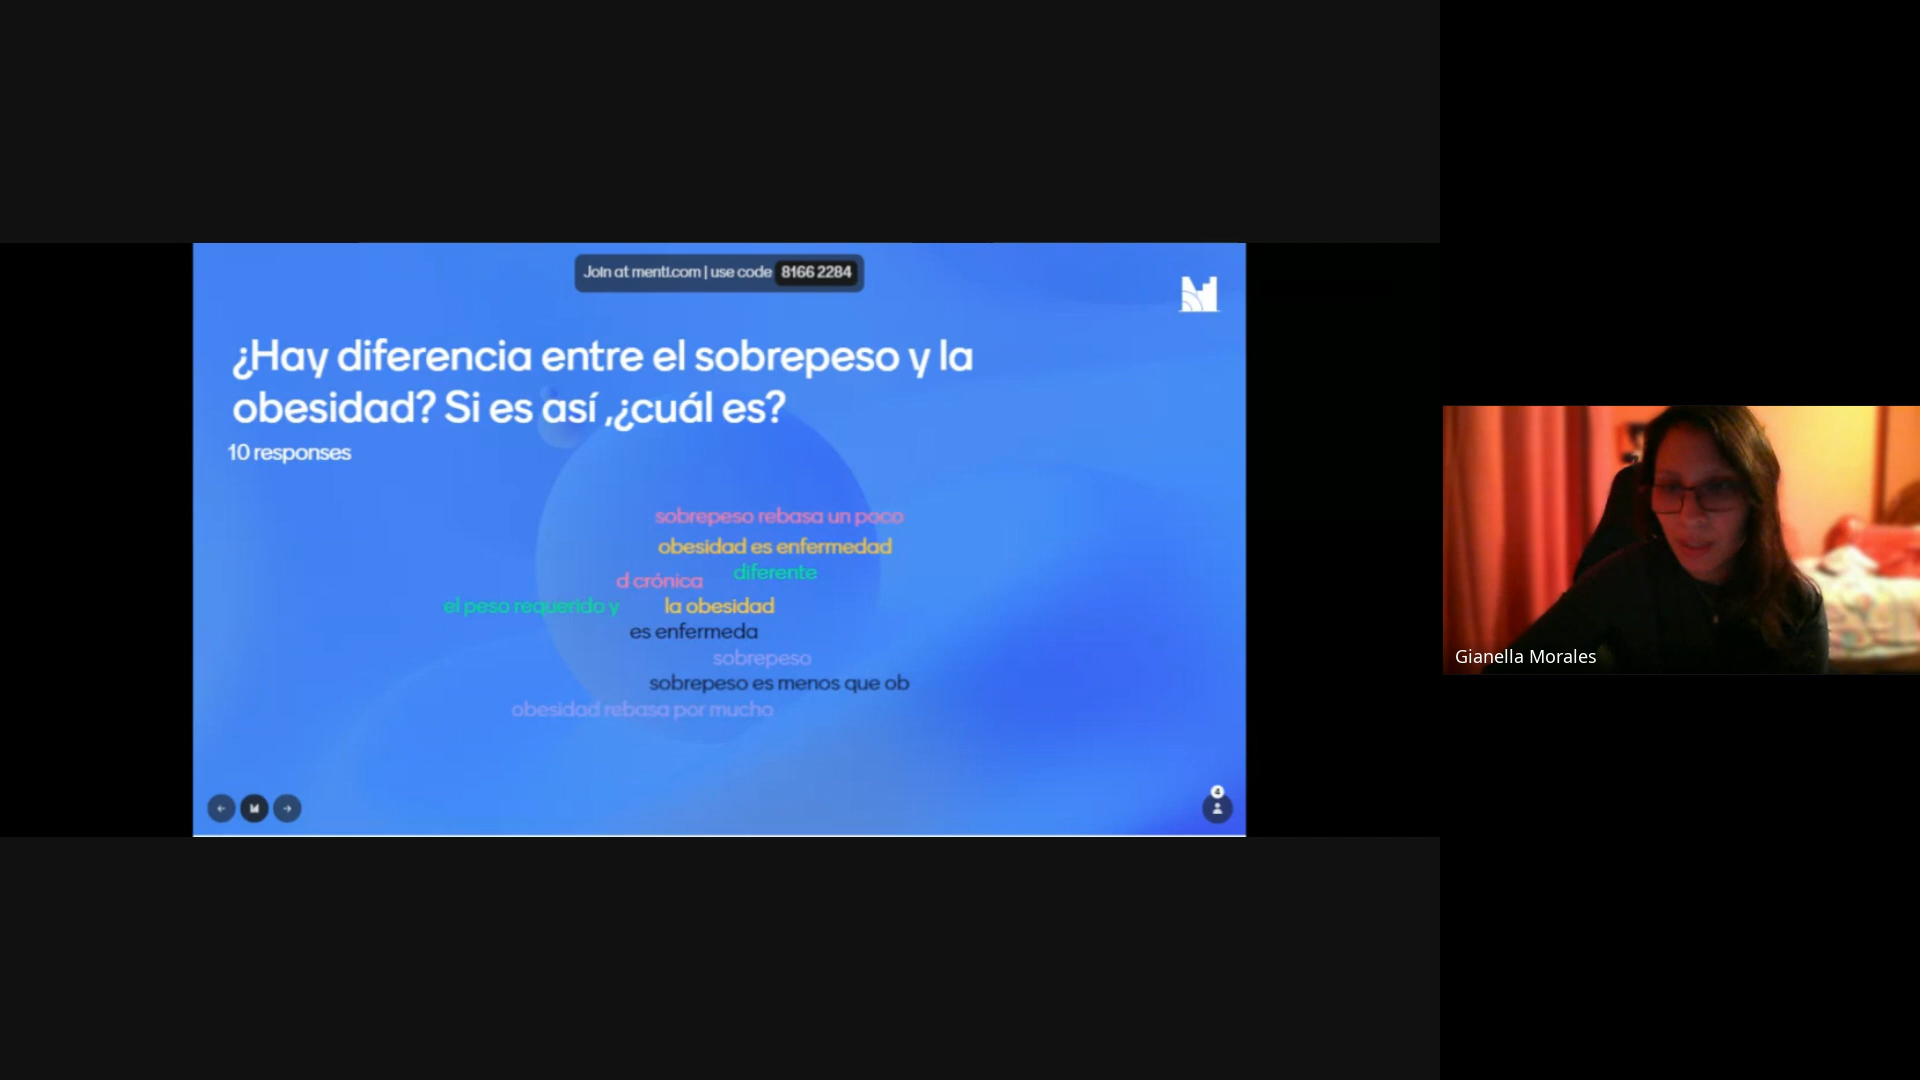 Join at menti.com | use code 8166 2284
¿Hay diferencia entre el sobrepeso y la
obesidad? Si es así ,¿cuál es?
10 responses
sobrepeso rebasa un poco
obesidad es enfermedad
diferente
d crónica
el peso requerido y
la obesidad
es enfermeda
sobrepeso
sobrepeso es menos que ob
obesidad rebasa por mucho
4
Gianella Morales